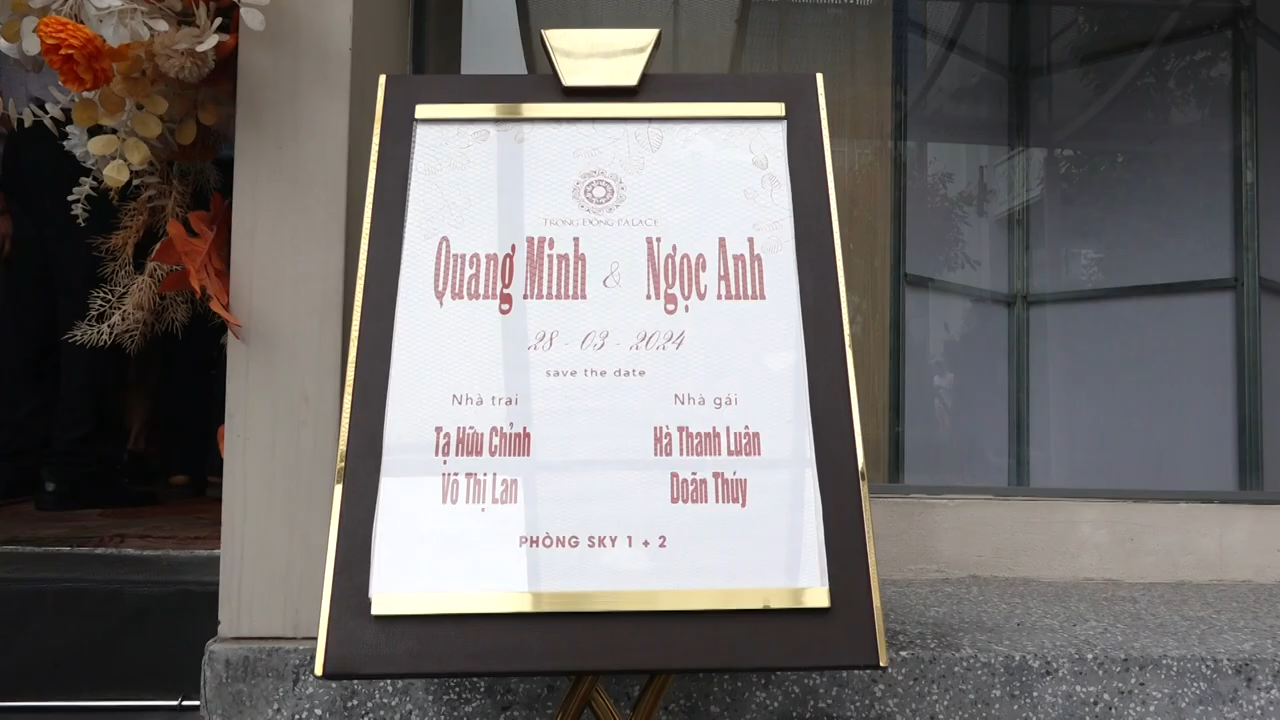 TRỐNG ĐỒNG PALACE
Quang Minh & Ngọc Anh
28 - 03 - 2024
save the date
Nhà trai Nhà gái
Tạ Hữu Chỉnh Hà Thanh Luân
Võ Thị Lan Doãn Thúy
PHÒNG SKY 1 + 2